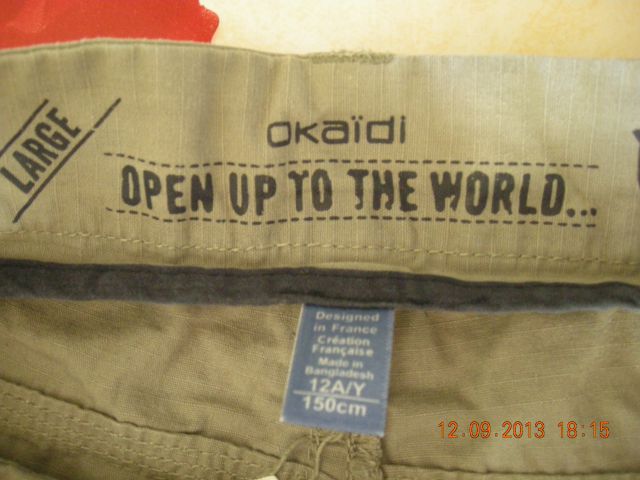 LARGE
OKaïdi
OPEN UP TO THE WORLD...
Designed
in France
Création
Française
Made in
Bangladesh
12A/Y
150cm
12.09.2013 18:15